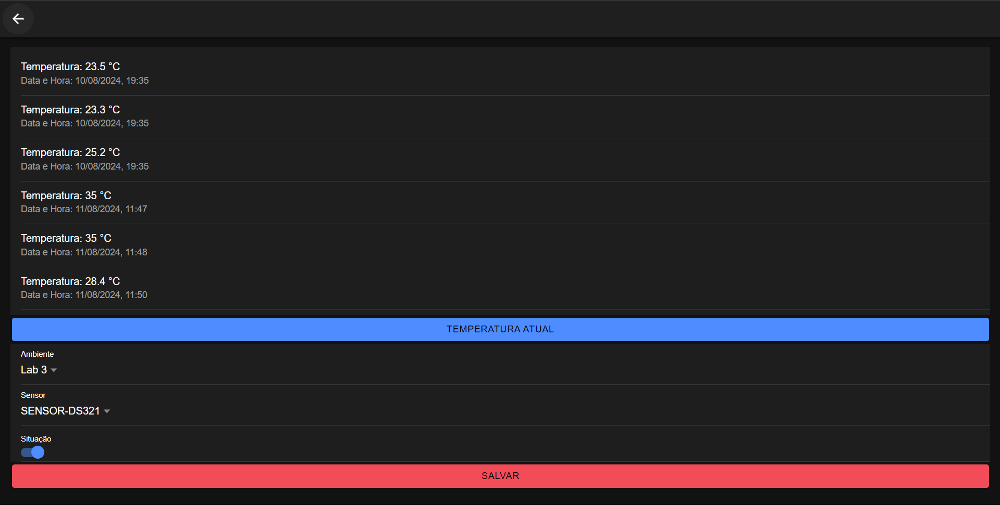 Temperatura: 23.5 °C
Data e Hora: 10/08/2024, 19:35
Temperatura: 23.3 °C
Data e Hora: 10/08/2024, 19:35
Temperatura: 25.2 °C
Data e Hora: 10/08/2024, 19:35
Temperatura: 35 °C
Data e Hora: 11/08/2024, 11:47
Temperatura: 35 °C
Data e Hora: 11/08/2024, 11:48
Temperatura: 28.4 °C
Data e Hora: 11/08/2024, 11:50
TEMPERATURA ATUAL
Ambiente
Lab 3
Sensor
SENSOR-DS321
Situação
SALVAR